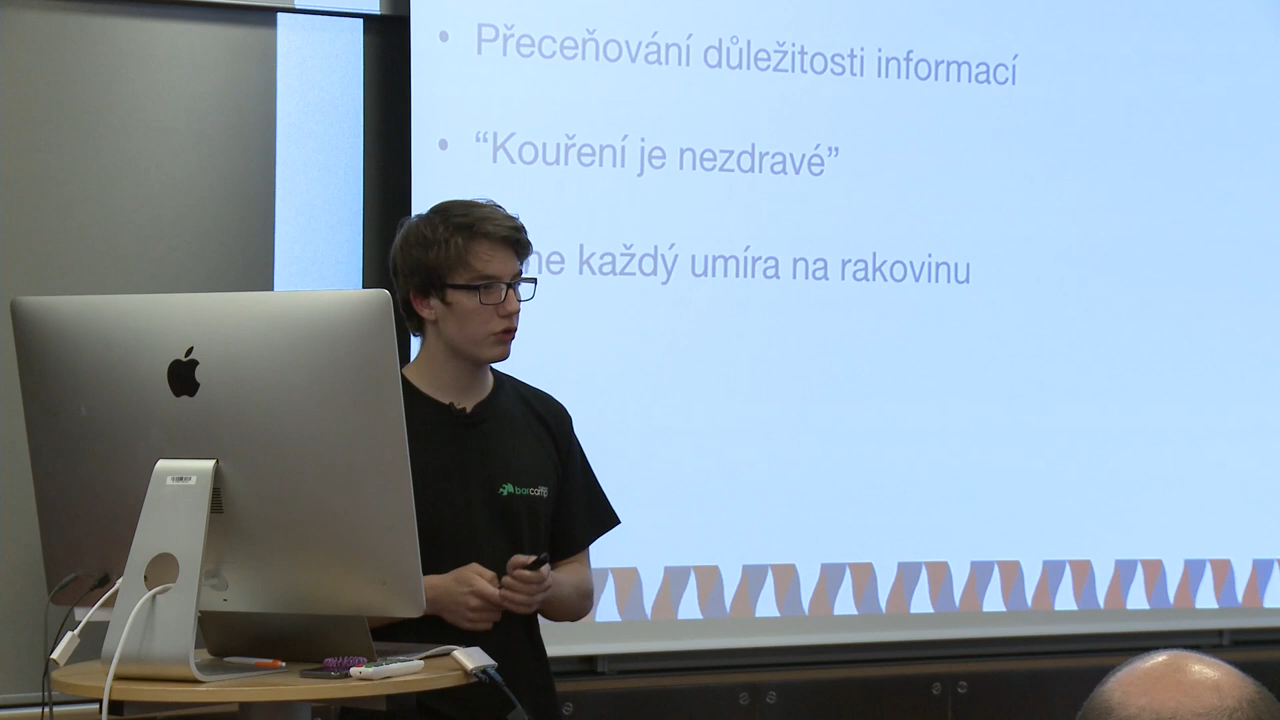 Přeceňování důležitosti informací
“Kouření je nezdravé”
každý umíra na rakovinu
barcamp